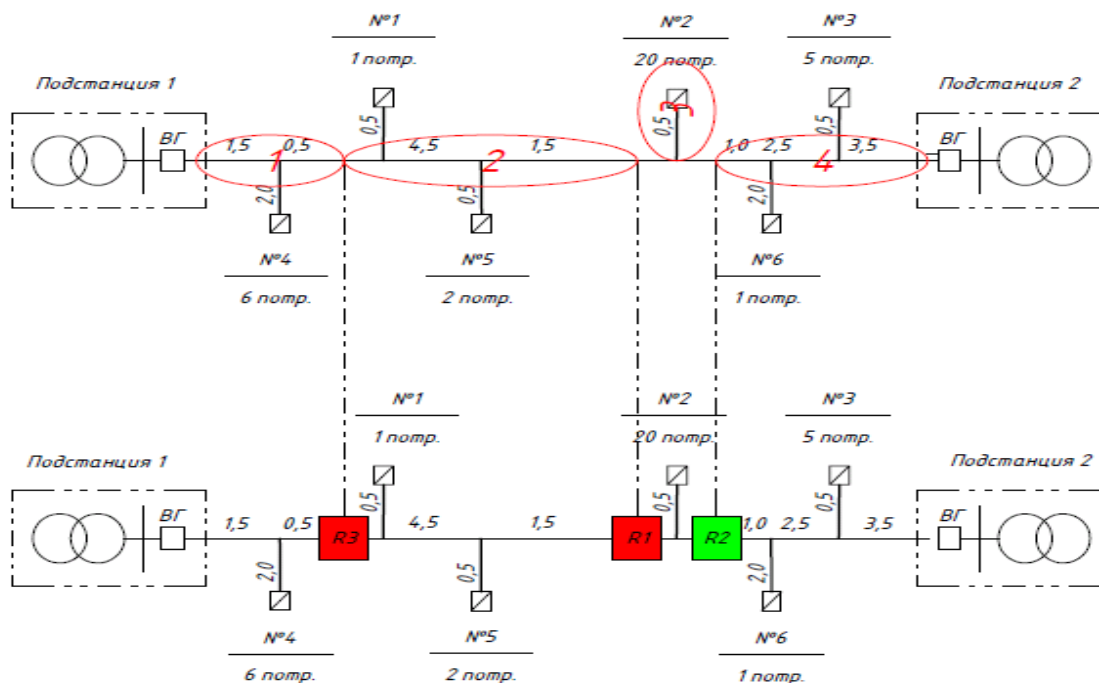 №1
№2
№3
1 потр.
20 потр.
5 потр.
Подстанция 1
Подстанция 2
ВГ
1,5
0,5
0,5
4,5
1,5
0,5
1,0
2,5
0,5
3,5
ВГ
1
2
3
4
2,0
0,5
2,0
№4
№5
№6
6 потр.
2 потр.
1 потр.
№1
№2
№3
1 потр.
20 потр.
5 потр.
Подстанция 1
Подстанция 2
ВГ
1,5
0,5
R3
0,5
4,5
1,5
R1
0,5
R2
1,0
2,5
0,5
3,5
ВГ
2,0
0,5
2,0
№4
№5
№6
6 потр.
2 потр.
1 потр.